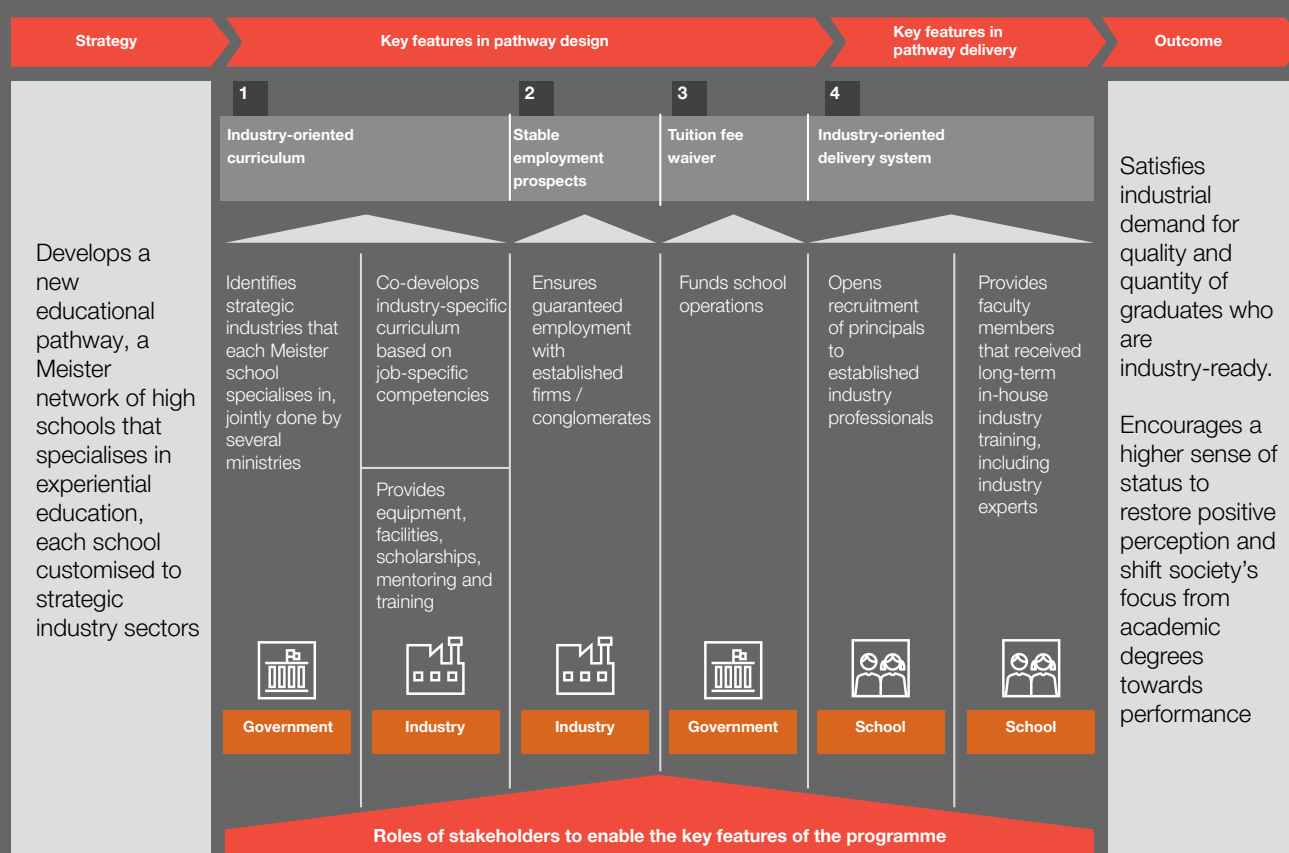 Strategy
Key features in pathway design
Key features in
pathway delivery
Outcome
Develops a
new
educational
pathway, a
Meister
network of high
schools that
specialises in
experiential
education,
each school
customised to
strategic
industry sectors
1
Industry-oriented
curriculum
2
Stable
employment
prospects
3
Tuition fee
waiver
4
Industry-oriented
delivery system
Identifies
strategic
industries that
each Meister
school
specialises in,
jointly done by
several
ministries
Government
Co-develops
industry-specific
curriculum
based on
job-specific
competencies
Provides
equipment,
facilities,
scholarships,
mentoring and
training
Industry
Ensures
guaranteed
employment
with
established
firms /
conglomerates
Industry
Funds school
operations
Government
Opens
recruitment
of principals
to
established
industry
professionals
School
Provides
faculty
members
that received
long-term
in-house
industry
training,
including
industry
experts
School
Roles of stakeholders to enable the key features of the programme
Satisfies
industrial
demand for
quality and
quantity of
graduates who
are
industry-ready.
Encourages a
higher sense of
status to
restore positive
perception and
shift society's
focus from
academic
degrees
towards
performance